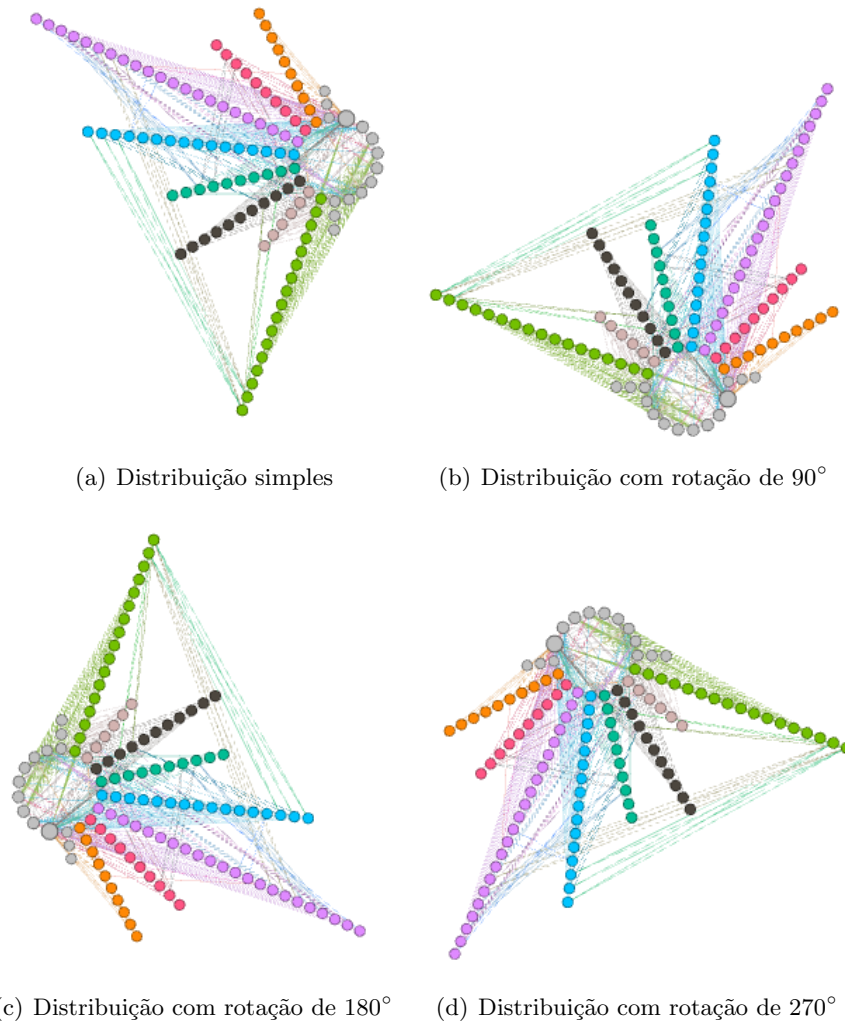 (a) Distribuição simples
(b) Distribuição com rotação de 90°
(c) Distribuição com rotação de 180°
(d) Distribuição com rotação de 270°